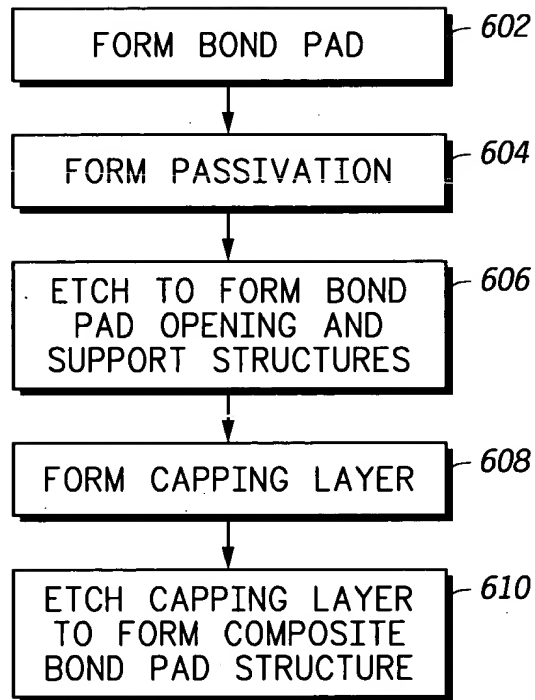 FORM BOND PAD
602
FORM PASSIVATION
604
ETCH TO FORM BOND
PAD OPENING AND
SUPPORT STRUCTURES
606
FORM CAPPING LAYER
608
ETCH CAPPING LAYER
TO FORM COMPOSITE
BOND PAD STRUCTURE
610